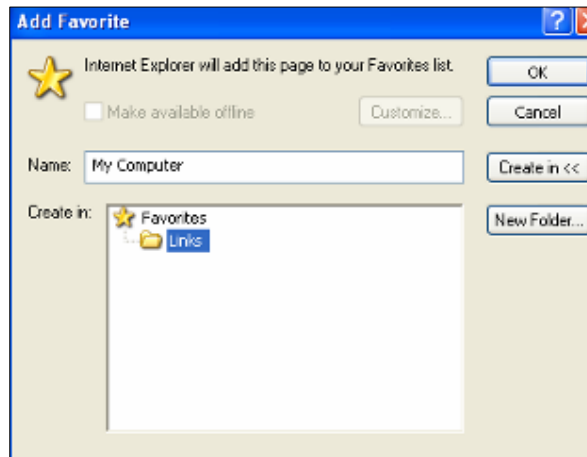 Add Favorite
?
Internet Explorer will add this page to your Favorites list.
OK
Make available offline
Customize...
Cancel
Name:
My Computer
Create in <<
Create in:
Favorites
New Folder...
Links